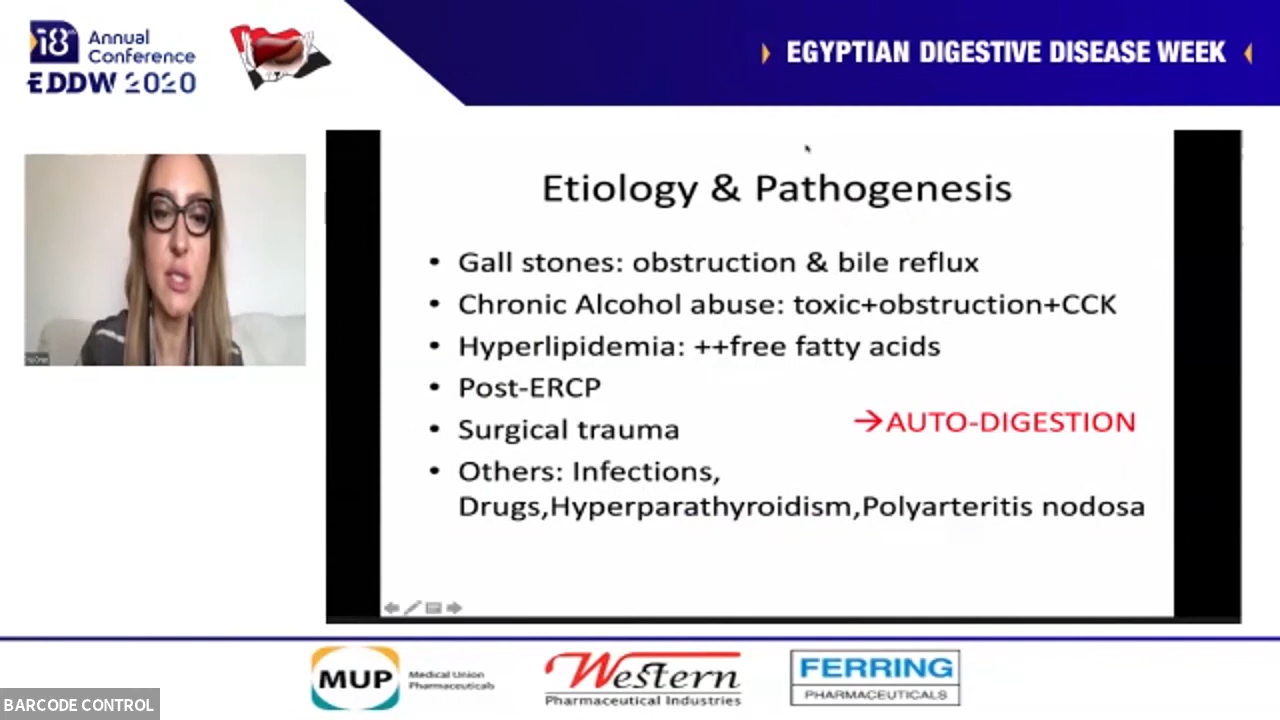 18th Annual
Conference
EDDW 2020
EGYPTIAN DIGESTIVE DISEASE WEEK
Etiology & Pathogenesis
• Gall stones: obstruction & bile reflux
• Chronic Alcohol abuse: toxic+obstruction+CCK
• Hyperlipidemia: ++free fatty acids
• Post-ERCP
• Surgical trauma
→AUTO-DIGESTION
• Others: Infections,
Drugs,Hyperparathyroidism,Polyarteritis nodosa
MUP Medical Union
Pharmaceuticals
Western
Pharmaceutical Industries
FERRING
PHARMACEUTICALS
BARCODE CONTROL